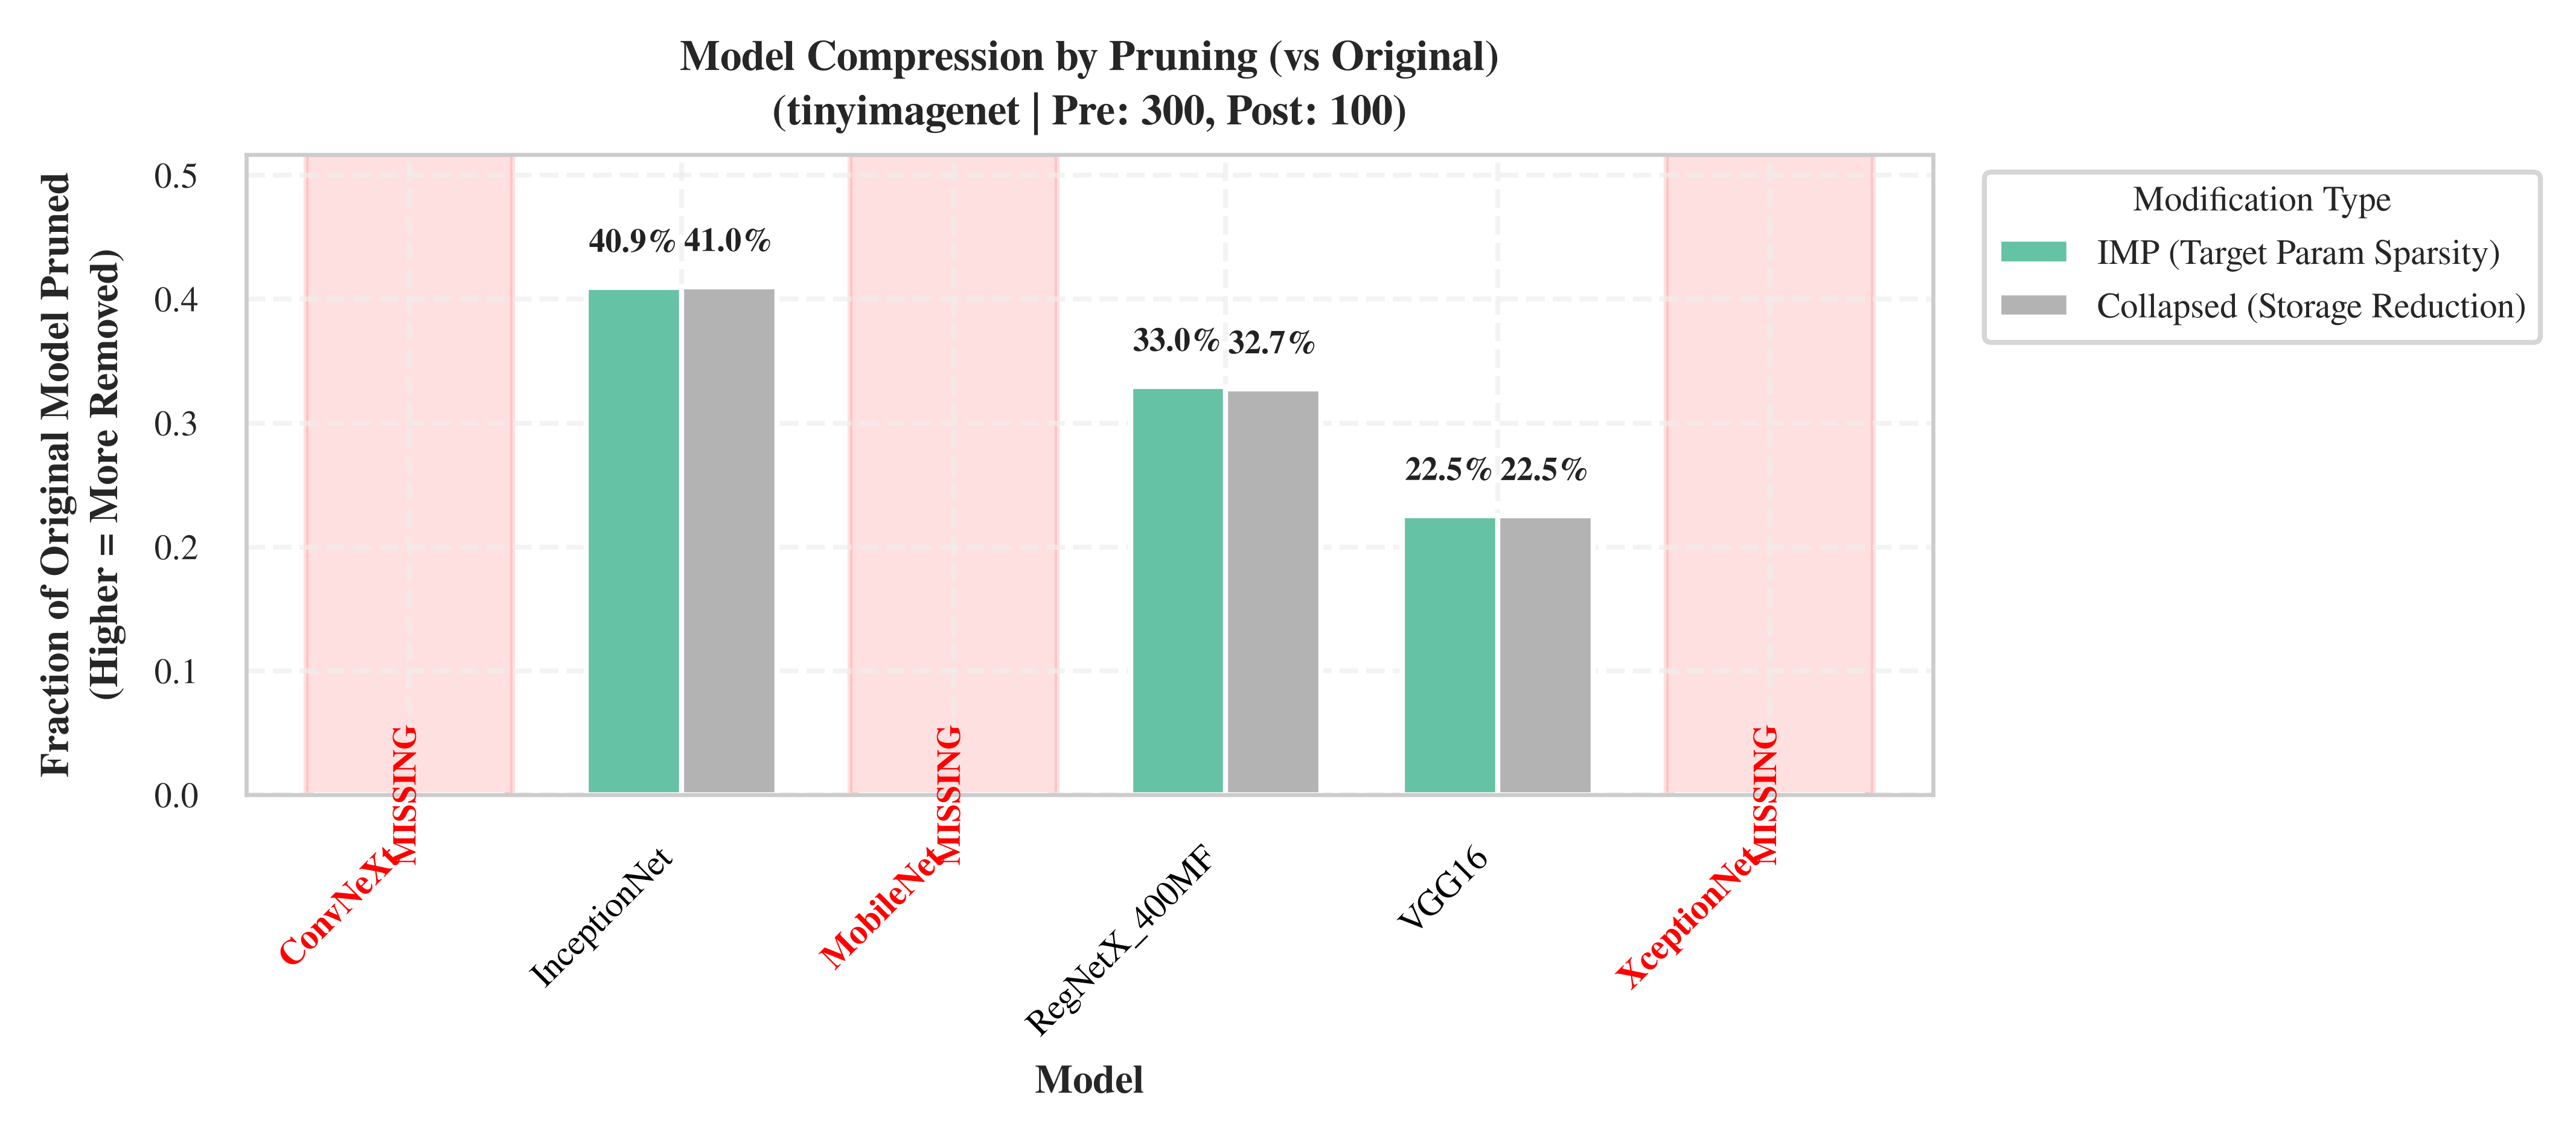 Model Compression by Pruning (vs Original)
(tinyimagenet | Pre: 300, Post: 100)
Fraction of Original Model Pruned
(Higher = More Removed)
0.5
0.4
0.3
0.2
0.1
0.0
40.9% 41.0%
33.0% 32.7%
22.5% 22.5%
MISSING
MISSING
MISSING
ConvNeXt
InceptionNet
MobileNet
RegNetX_400MF
VGG16
XceptionNet
Model
Modification Type
IMP (Target Param Sparsity)
Collapsed (Storage Reduction)